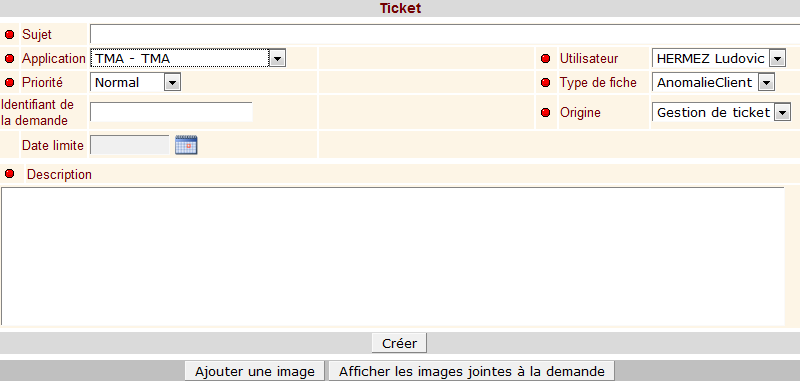 Ticket
Sujet
Application TMA - TMA Utilisateur HERMEZ Ludovic
Priorité Normal Type de fiche AnomalieClient
Identifiant de
la demande Origine Gestion de ticket
Date limite
Description
Créer
Ajouter une image Afficher les images jointes à la demande